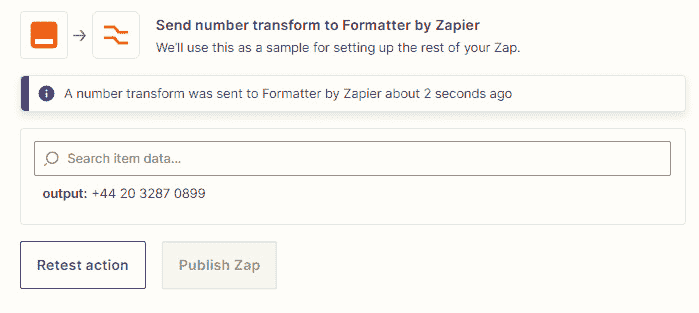 Send number transform to Formatter by Zapier
We'll use this as a sample for setting up the rest of your Zap.
A number transform was sent to Formatter by Zapier about 2 seconds ago
Search item data...
output: +44 20 3287 0899
Retest action
Publish Zap